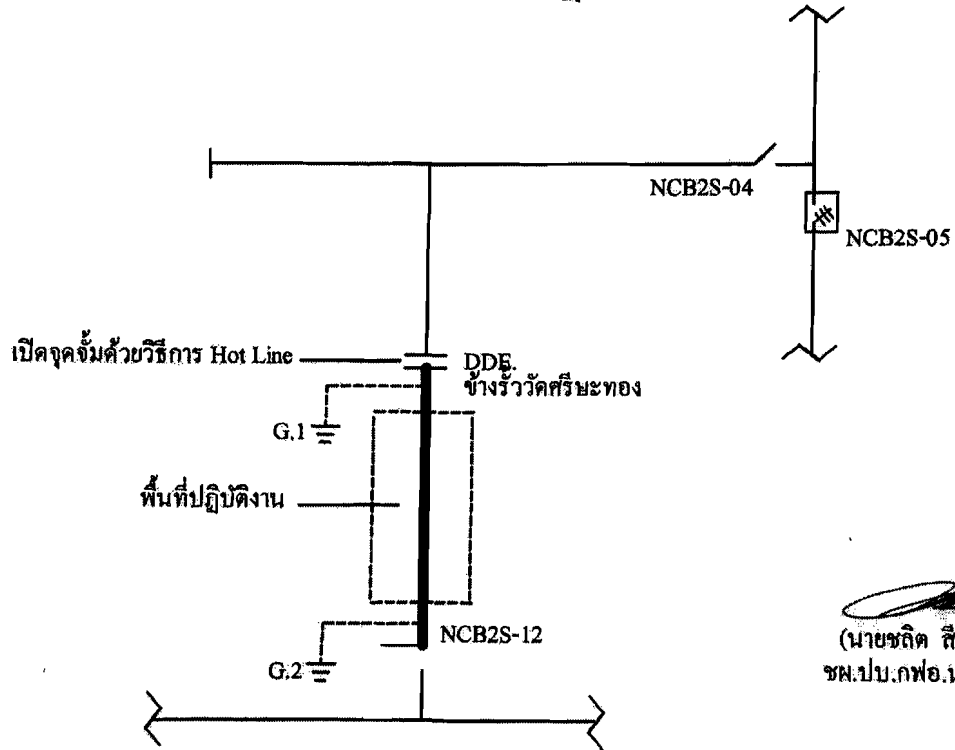 NCB2S-04
NCB2S-05
เปิดจุดจั้มด้วยวิธีการ Hot Line
DDE.
ข้างรั้ววัดศรีษะทอง
G.1
พื้นที่ปฏิบัติงาน
NCB2S-12
G.2
(นายชลิต
ชผ.ปบ.กฟอ.